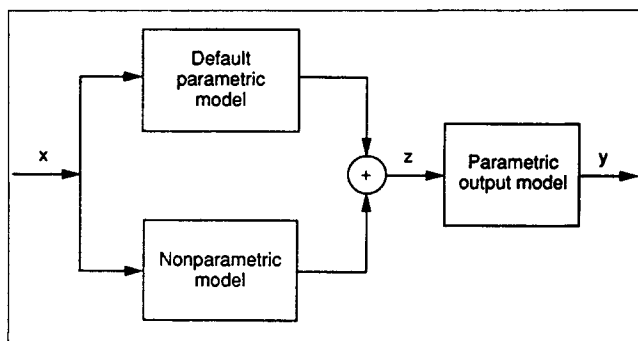 Default
parametric
model
x
+
z
Parametric
output model
y
Nonparametric
model